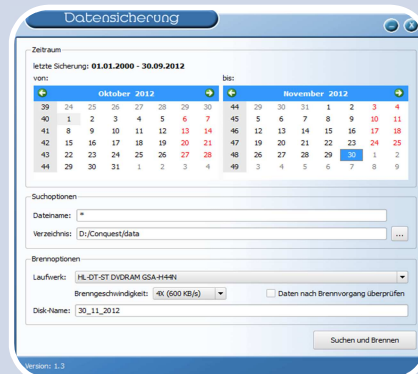 Datensicherung
Zeitraum
letzte Sicherung: 01.01.2000 - 30.09.2012
von:
bis:
Oktober 2012
39 24 25 26 27 28 29 30
40 1 2 3 4 5 6 7
41 8 9 10 11 12 13 14
42 15 16 17 18 19 20 21
43 22 23 24 25 26 27 28
44 29 30 31 1 2 3 4
November 2012
44 29 30 31 1 2 3 4
45 5 6 7 8 9 10 11
46 12 13 14 15 16 17 18
47 19 20 21 22 23 24 25
48 26 27 28 29 30 1 2
49 3 4 5 6 7 8 9
Suchoptionen
Dateiname: *
Verzeichnis: D:/Conquest/data ...
Brennoptionen
Laufwerk: HL-DT-ST DVDRAM GSA-H44N
Brenngeschwindigkeit: 4X (600 KB/s) Daten nach Brennvorgang überprüfen
Disk-Name: 30_11_2012
Suchen und Brennen
Version: 1.3